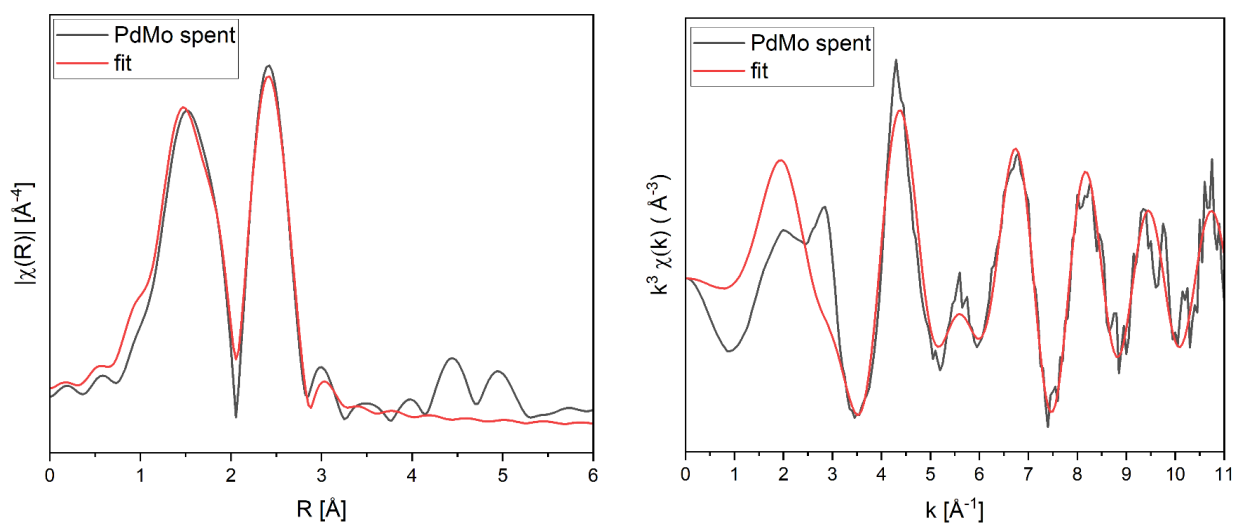 PdMo spent
fit
|χ(R)| [Å⁻⁴]
0 1 2 3 4 5 6
R [Å]
PdMo spent
fit
k³ χ(k) ( Å⁻³)
0 1 2 3 4 5 6 7 8 9 10 11
k [Å⁻¹]